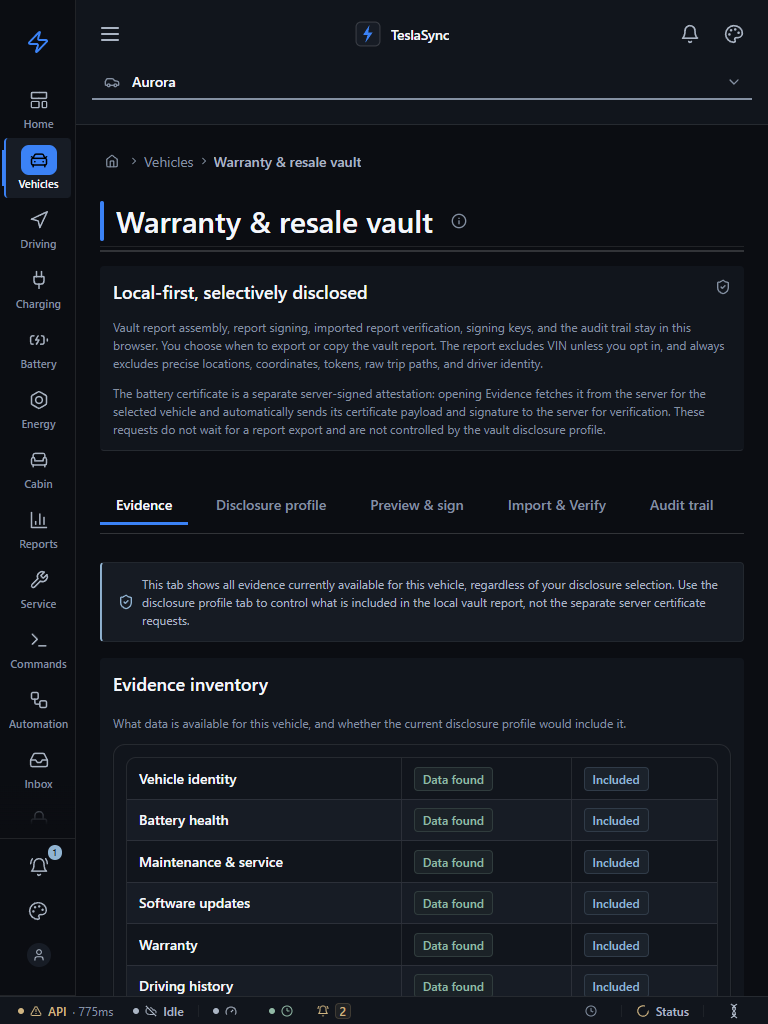 TeslaSync
Aurora
Home
Vehicles
Driving
Charging
Battery
Energy
Cabin
Reports
Service
Commands
Automation
Inbox
1
Vehicles
Warranty & resale vault
Warranty & resale vault
Local-first, selectively disclosed
Vault report assembly, report signing, imported report verification, signing keys, and the audit trail stay in this
browser. You choose when to export or copy the vault report. The report excludes VIN unless you opt in, and always
excludes precise locations, coordinates, tokens, raw trip paths, and driver identity.
The battery certificate is a separate server-signed attestation: opening Evidence fetches it from the server for the
selected vehicle and automatically sends its certificate payload and signature to the server for verification. These
requests do not wait for a report export and are not controlled by the vault disclosure profile.
Evidence Disclosure profile Preview & sign Import & Verify Audit trail
This tab shows all evidence currently available for this vehicle, regardless of your disclosure selection. Use the
disclosure profile tab to control what is included in the local vault report, not the separate server certificate
requests.
Evidence inventory
What data is available for this vehicle, and whether the current disclosure profile would include it.
Vehicle identity Data found Included
Battery health Data found Included
Maintenance & service Data found Included
Software updates Data found Included
Warranty Data found Included
Driving history Data found Included
API · 775ms Idle 2 Status